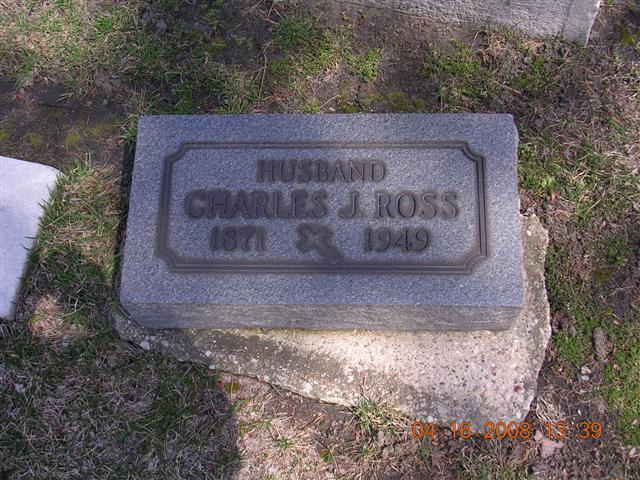 HUSBAND
CHARLES J. ROSS
1871 1949
04 16 2008 13 39